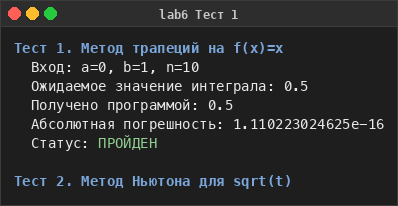 lab6 Тест 1
Тест 1. Метод трапеций на f(x)=x
Вход: a=0, b=1, n=10
Ожидаемое значение интеграла: 0.5
Получено программой: 0.5
Абсолютная погрешность: 1.110223024625e-16
Статус: ПРОЙДЕН
Тест 2. Метод Ньютона для sqrt(t)